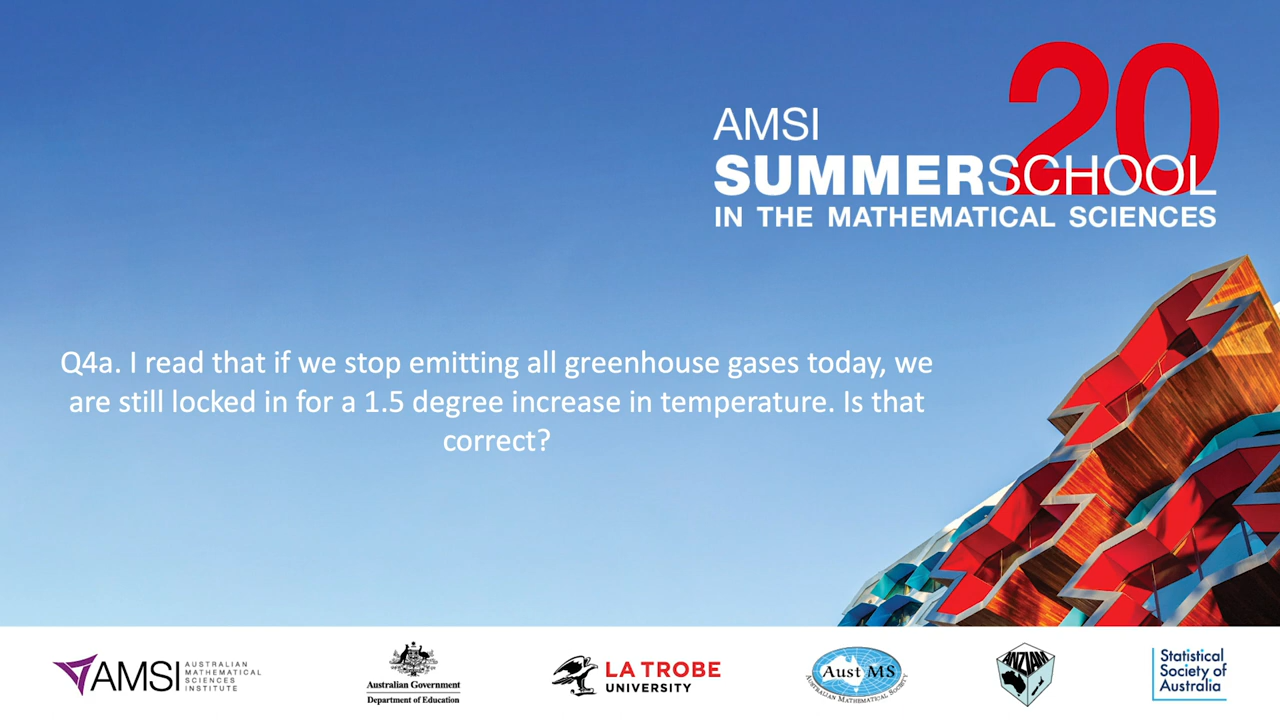 20
AMSI
SUMMERSCHOOL
IN THE MATHEMATICAL SCIENCES
Q4a. I read that if we stop emitting all greenhouse gases today, we
are still locked in for a 1.5 degree increase in temperature. Is that
correct?
AMSI
AUSTRALIAN
MATHEMATICAL
SCIENCES
INSTITUTE
Australian Government
Department of Education
LA TROBE
UNIVERSITY
Aust MS
AUSTRALIAN MATHEMATICAL SOCIETY
ANZIAM
Statistical
Society of
Australia